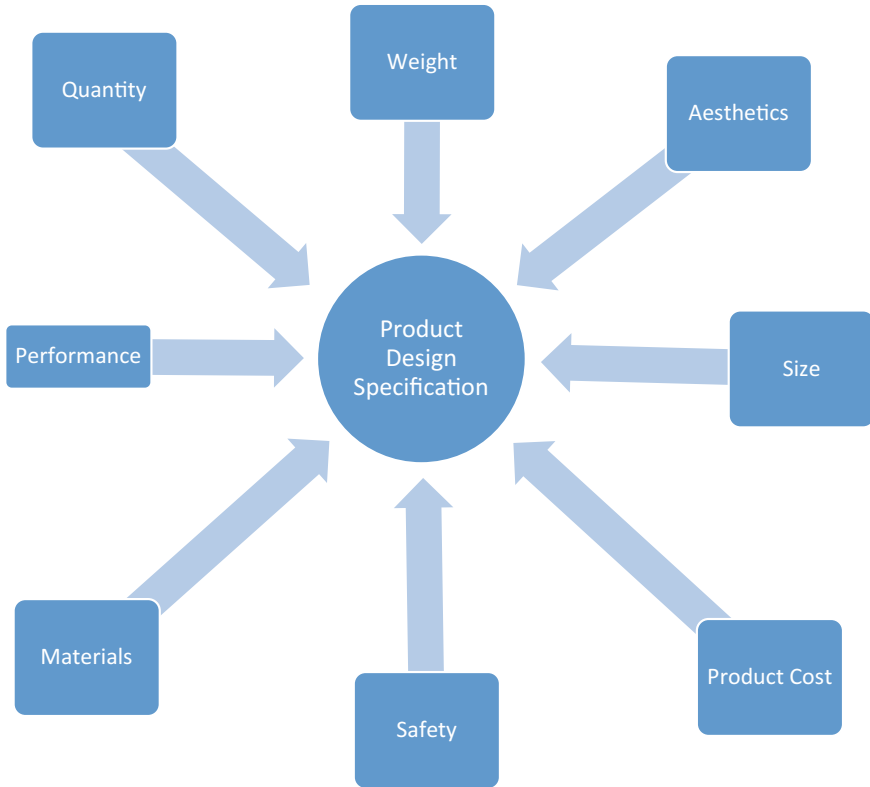 Weight
Quantity
Aesthetics
Product
Design
Specification
Performance
Size
Materials
Product Cost
Safety